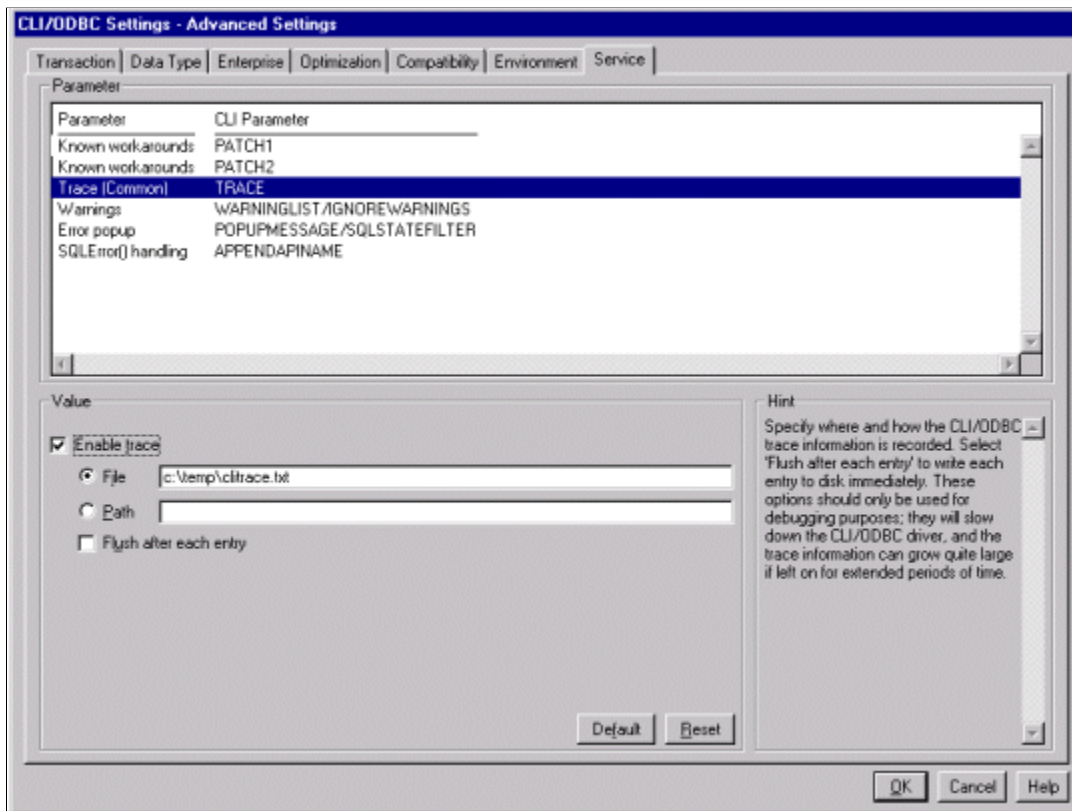 CLI/ODBC Settings - Advanced Settings
Transaction Data Type Enterprise Optimization Compatibility Environment Service
Parameter
Parameter CLI Parameter
Known workarounds PATCH1
Known workarounds PATCH2
Trace (Common) TRACE
Warnings WARNINGLIST/IGNOREWARNINGS
Error popup POPUPMESSAGE/SQLSTATEFILTER
SQLError() handling APPENDAPINAME
Value
Enable trace
File c:\temp\clitrace.txt
Path
Flush after each entry
Default Reset
Hint
Specify where and how the CLI/ODBC
trace information is recorded. Select
'Flush after each entry' to write each
entry to disk immediately. These
options should only be used for
debugging purposes; they will slow
down the CLI/ODBC driver, and the
trace information can grow quite large
if left on for extended periods of time.
OK Cancel Help